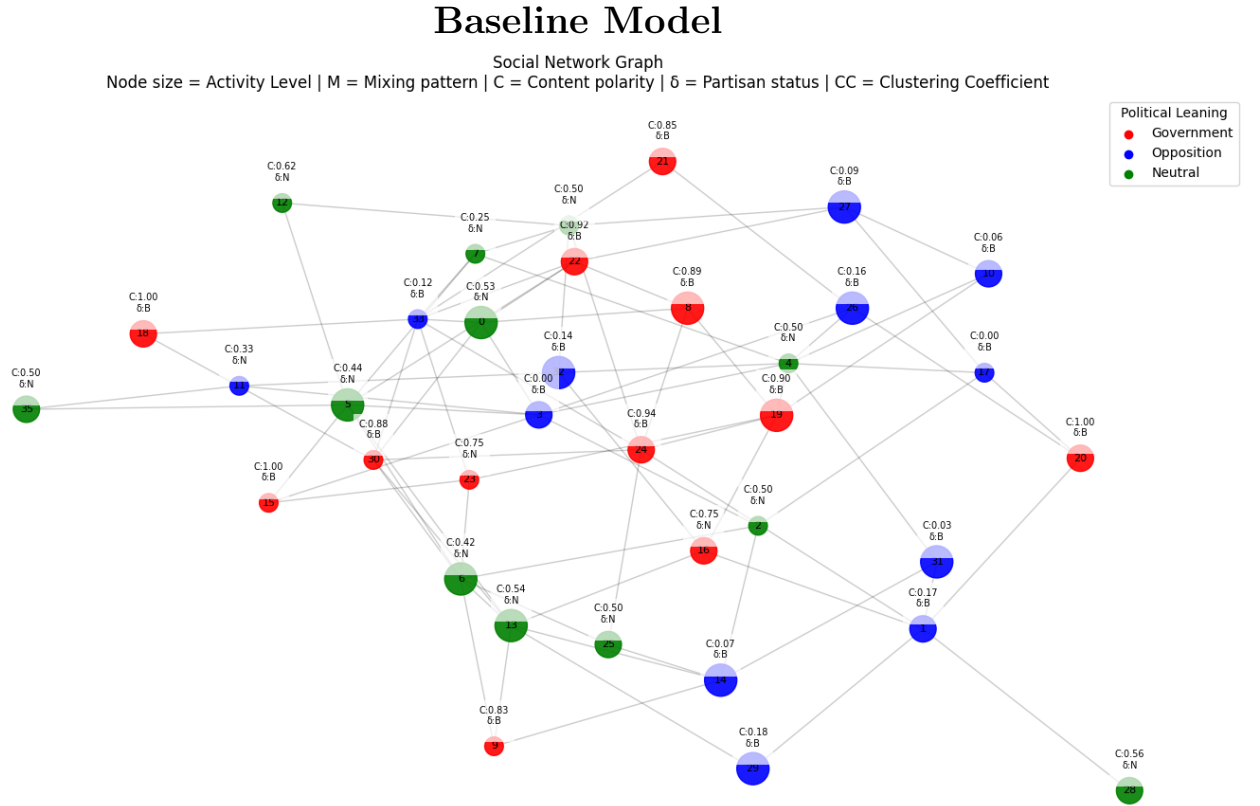 Baseline Model
Social Network Graph
Node size = Activity Level | M = Mixing pattern | C = Content polarity | δ = Partisan status | CC = Clustering Coefficient
Political Leaning
Government
Opposition
Neutral
C:0.85
δ:B
21
C:0.62
δ:N
12
C:0.09
δ:B
27
C:0.50
δ:N
C:0.25
δ:N
7
C:0.92
δ:B
22
C:0.06
δ:B
10
C:0.12
δ:B
33
C:0.53
δ:N
0
C:0.89
δ:B
8
C:0.16
δ:B
26
C:1.00
δ:B
18
C:0.33
δ:N
11
C:0.14
δ:B
C:0.50
δ:N
4
C:0.00
δ:B
17
C:0.50
δ:N
35
C:0.44
δ:N
5
C:0.00
δ:B
3
C:0.90
δ:B
19
C:0.88
δ:B
30
C:0.94
δ:B
24
C:1.00
δ:B
20
C:1.00
δ:B
15
C:0.75
δ:N
23
C:0.50
δ:N
2
C:0.75
δ:N
16
C:0.03
δ:B
31
C:0.42
δ:N
6
C:0.54
δ:N
13
C:0.50
δ:N
25
C:0.17
δ:B
1
C:0.07
δ:B
14
C:0.83
δ:B
9
C:0.18
δ:B
29
C:0.56
δ:N
28